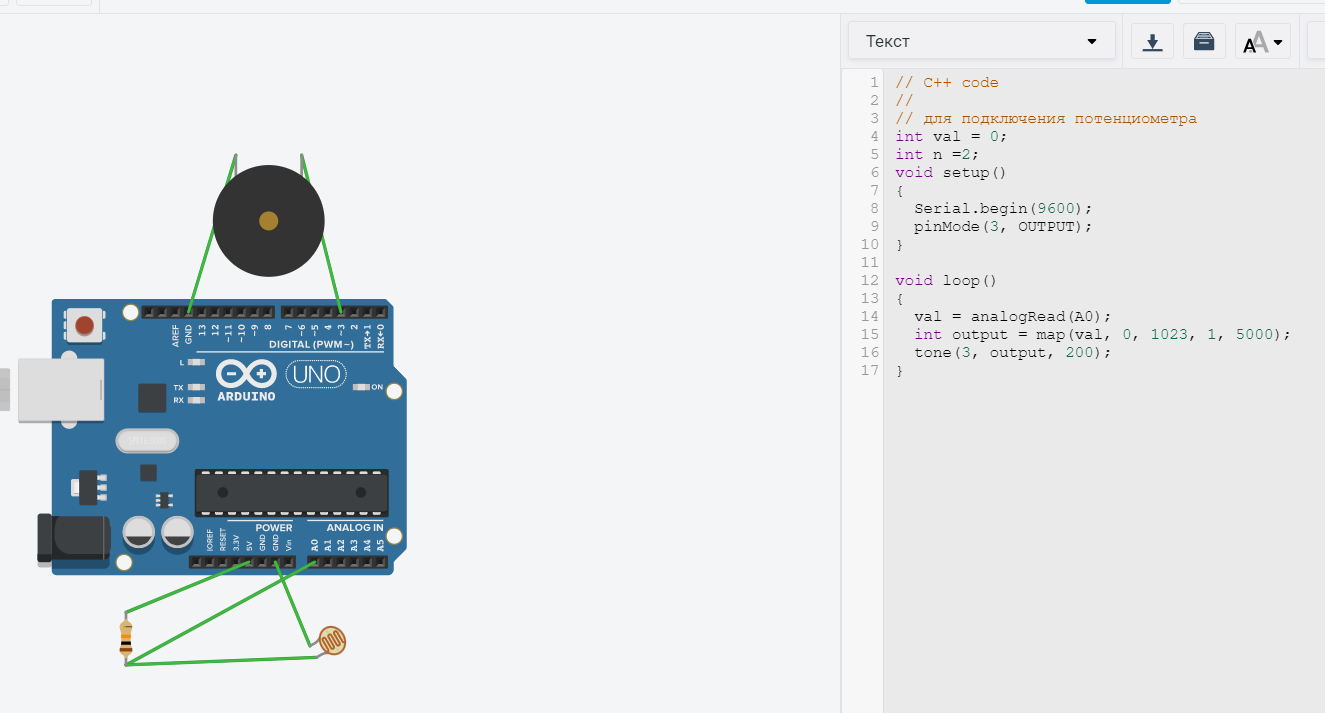 Текст
AA
1 // C++ code
2 //
3 // для подключения потенциометра
4 int val = 0;
5 int n =2;
6 void setup()
7 {
8 Serial.begin(9600);
9 pinMode(3, OUTPUT);
10 }
11
12 void loop()
13 {
14 val = analogRead(A0);
15 int output = map(val, 0, 1023, 1, 5000);
16 tone(3, output, 200);
17 }
AREF GND 13 12 ~11 ~10 ~9 8 7 ~6 ~5 4 ~3 2 TX→1 RX←0
DIGITAL (PWM~)
L
TX
RX
UNO
ON
ARDUINO
POWER
ANALOG IN
IOREF RESET 3.3V 5V GND GND Vin A0 A1 A2 A3 A4 A5